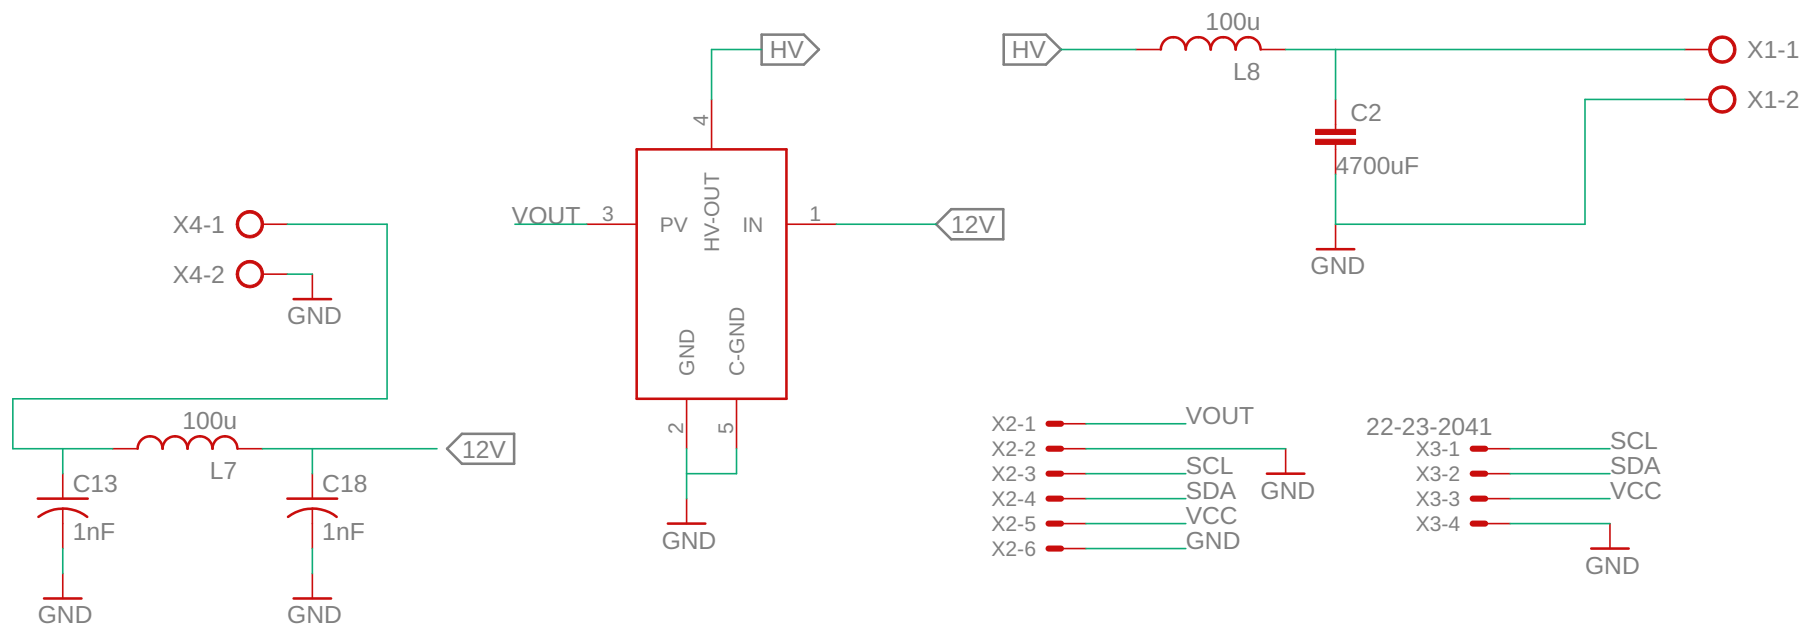 100u
HV
HV
L8
X1-1
X1-2
4
C2
4700uF
GND
X4-1
X4-2
GND
VOUT
3
PV
HV-OUT
IN
1
12V
GND
C-GND
2
5
GND
100u
L7
12V
C13
1nF
C18
1nF
GND
GND
X2-1
VOUT
X2-2
X2-3
SCL
GND
X2-4
SDA
X2-5
VCC
X2-6
GND
22-23-2041
X3-1
SCL
X3-2
SDA
X3-3
VCC
X3-4
GND